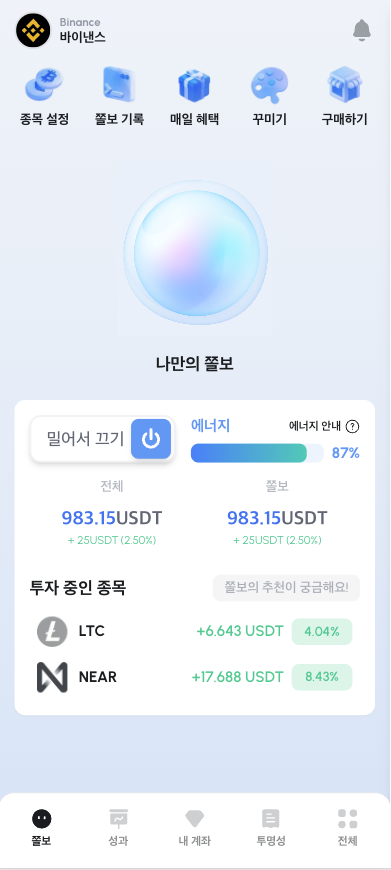 Binance
바이낸스
종목 설정
쫄보 기록
매일 혜택
꾸미기
구매하기
나만의 쫄보
밀어서 끄기
에너지
에너지 안내 ?
87%
전체
쫄보
983.15USDT
983.15USDT
+ 25USDT (2.50%)
+ 25USDT (2.50%)
투자 중인 종목
쫄보의 추천이 궁금해요!
LTC
+6.643 USDT
4.04%
NEAR
+17.688 USDT
8.43%
쫄보
성과
내 계좌
투명성
전체